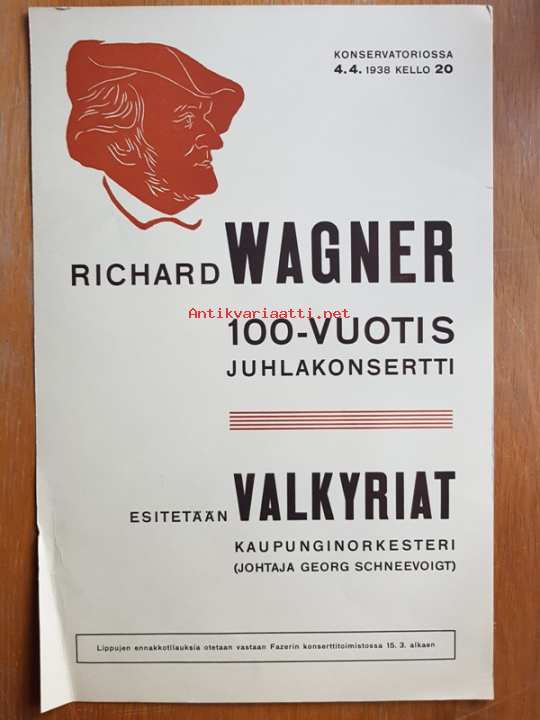 KONSERVATORIOSSA
4.4. 1938 KELLO 20
RICHARD WAGNER
Antikvariaatti.net
100-VUOTIS
JUHLAKONSERTTI
ESITETÄÄN VALKYRIAT
KAUPUNGINORKESTERI
(JOHTAJA GEORG SCHNEEVOIGT)
Lippujen ennakkotilauksia otetaan vastaan Fazerin konserttitoimistossa 15. 3. alkaen